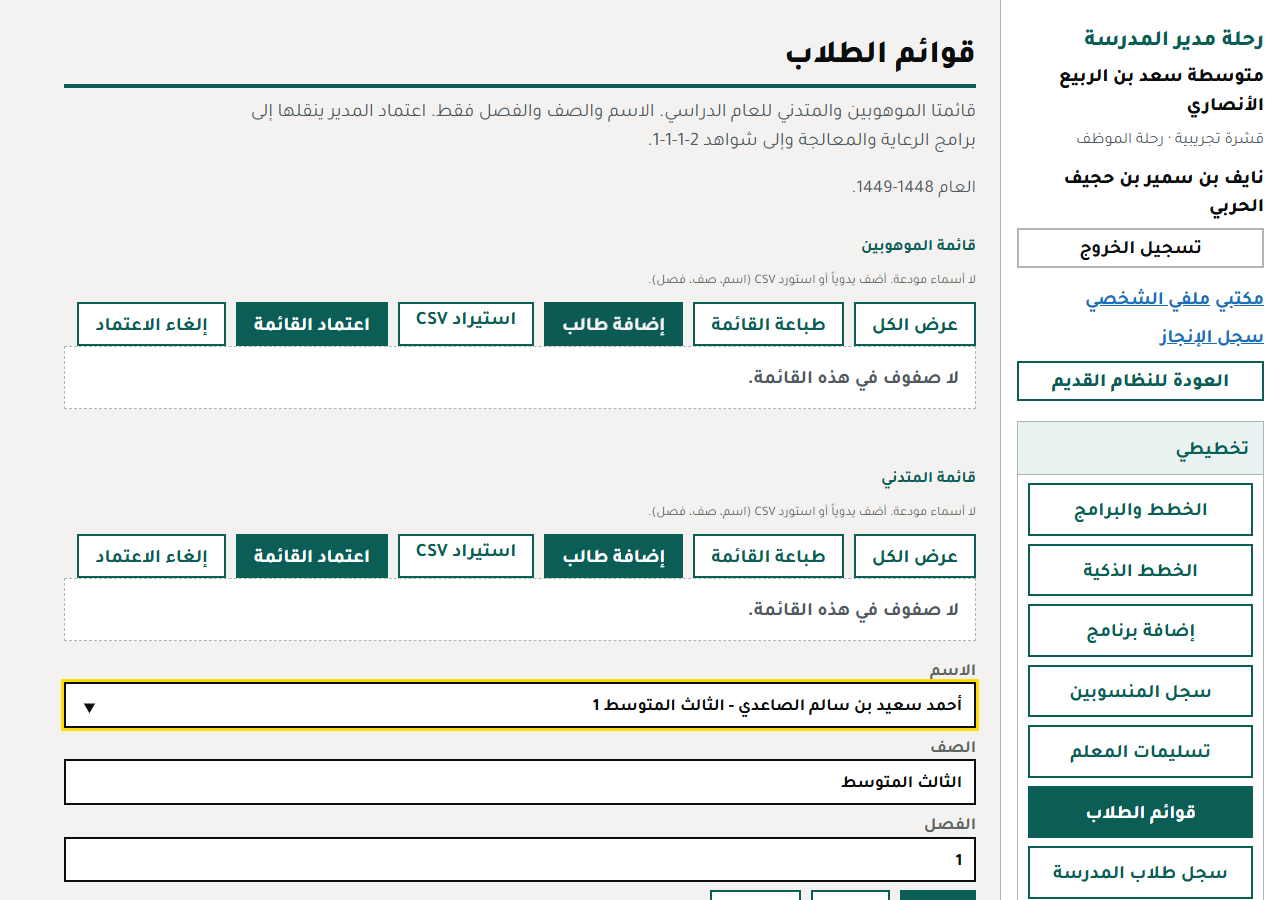 رحلة مدير المدرسة
متوسطة سعد بن الربيع
الأنصاري
قشرة تجريبية · رحلة الموظف
نايف بن سمير بن حجيف
الحربي
تسجيل الخروج
مكتبي ملفي الشخصي
سجل الإنجاز
العودة للنظام القديم
تخطيطي
الخطط والبرامج
الخطط الذكية
إضافة برنامج
سجل المنسوبين
تسليمات المعلم
قوائم الطلاب
سجل طلاب المدرسة
قوائم الطلاب
قائمتا الموهوبين والمتدني للعام الدراسي. الاسم والصف والفصل فقط. اعتماد المدير ينقلها إلى
برامج الرعاية والمعالجة وإلى شواهد 2-1-1-1.
العام 1448-1449.
قائمة الموهوبين
لا أسماء مودعة. أضف يدوياً أو استورد CSV (اسم، صف، فصل).
عرض الكل
طباعة القائمة
إضافة طالب
استيراد CSV
اعتماد القائمة
إلغاء الاعتماد
لا صفوف في هذه القائمة.
قائمة المتدني
لا أسماء مودعة. أضف يدوياً أو استورد CSV (اسم، صف، فصل).
عرض الكل
طباعة القائمة
إضافة طالب
استيراد CSV
اعتماد القائمة
إلغاء الاعتماد
لا صفوف في هذه القائمة.
الاسم
أحمد سعيد بن سالم الصاعدي - الثالث المتوسط 1
الصف
الثالث المتوسط
الفصل
1